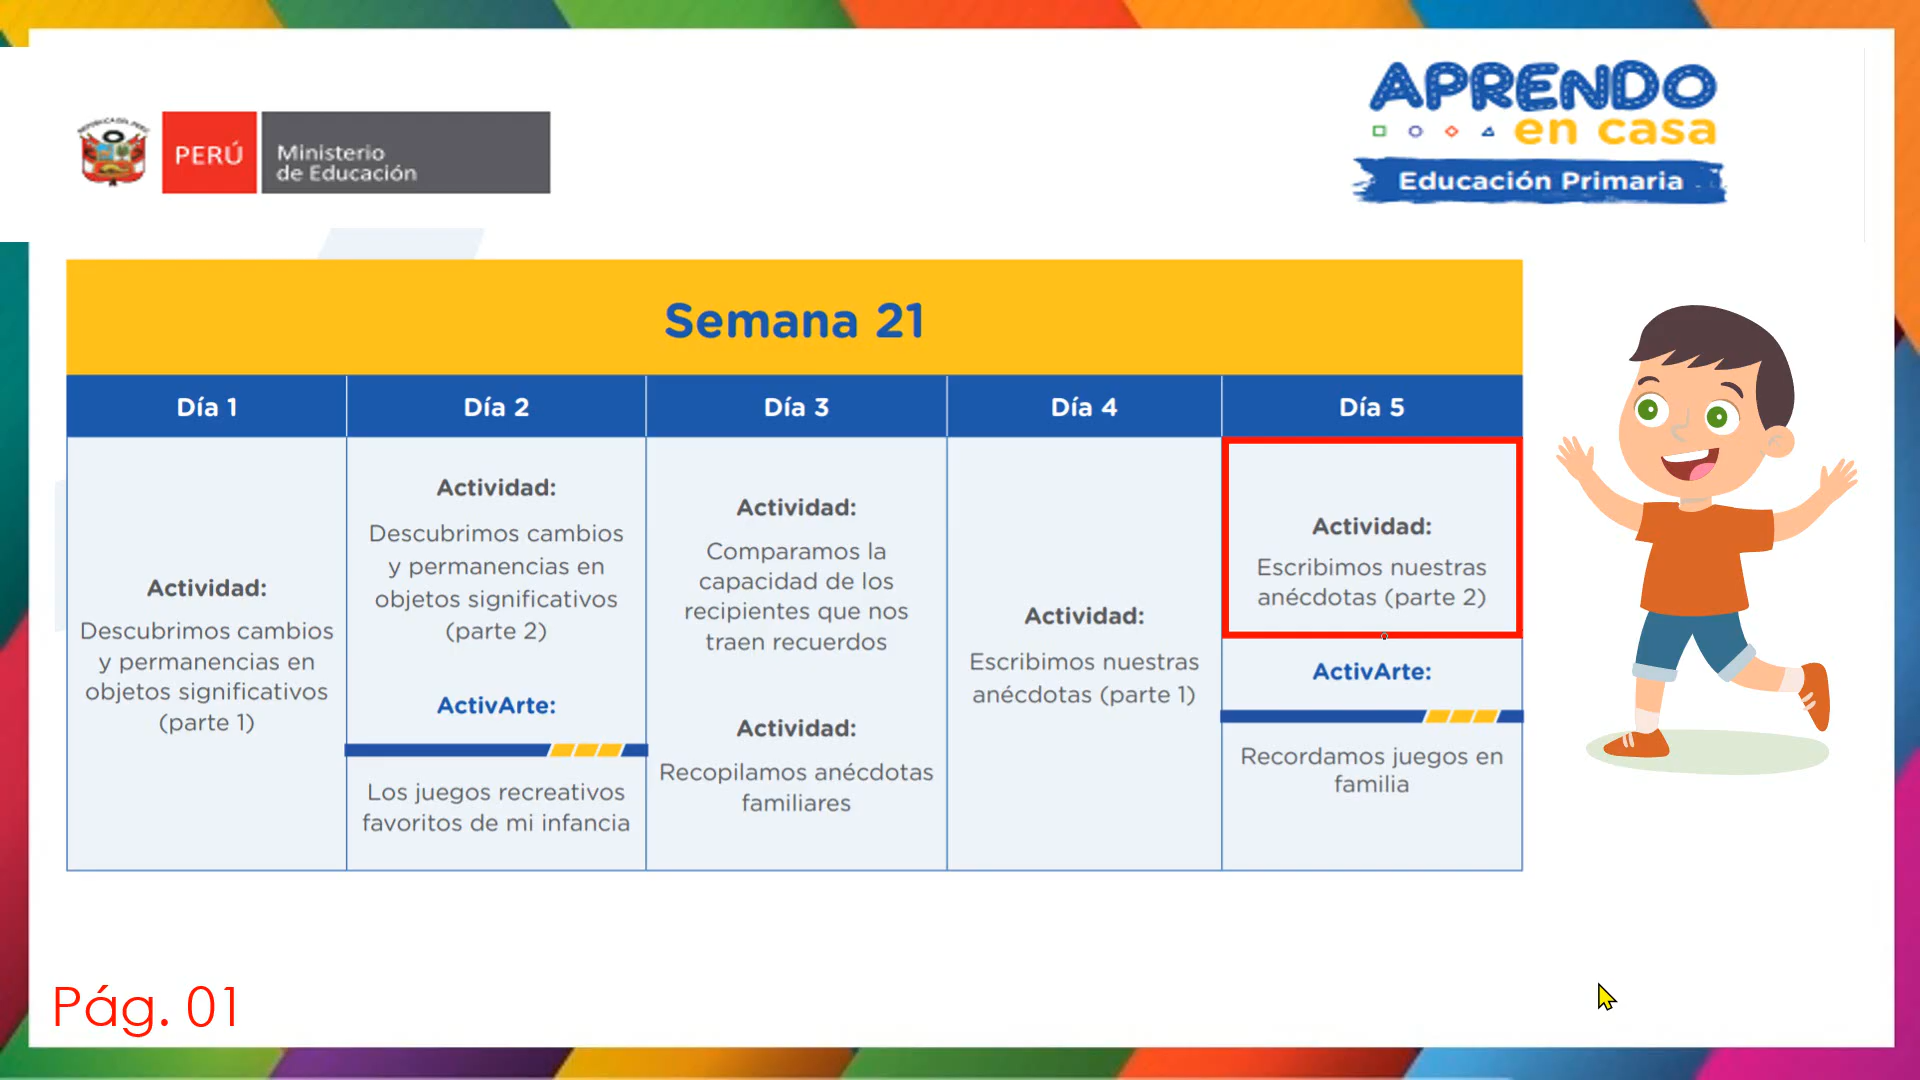 PERÚ
Ministerio
de Educación
APRENDO
en casa
Educación Primaria
Semana 21
Día 1
Día 2
Día 3
Día 4
Día 5
Actividad:
Descubrimos cambios
y permanencias en
objetos significativos
(parte 1)
Actividad:
Descubrimos cambios
y permanencias en
objetos significativos
(parte 2)
ActivArte:
Los juegos recreativos
favoritos de mi infancia
Actividad:
Comparamos la
capacidad de los
recipientes que nos
traen recuerdos
Actividad:
Recopilamos anécdotas
familiares
Actividad:
Escribimos nuestras
anécdotas (parte 1)
Actividad:
Escribimos nuestras
anécdotas (parte 2)
ActivArte:
Recordamos juegos en
familia
Pág. 01